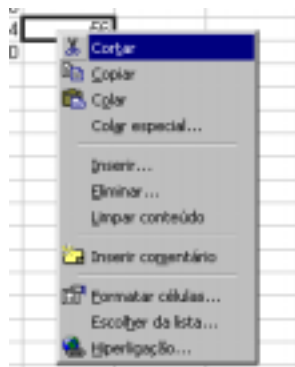 Cortar
Copiar
Colar
Colar especial...
Inserir...
Eliminar...
Limpar conteúdo
Inserir comentário
Formatar células...
Escolher da lista...
Hiperligação...